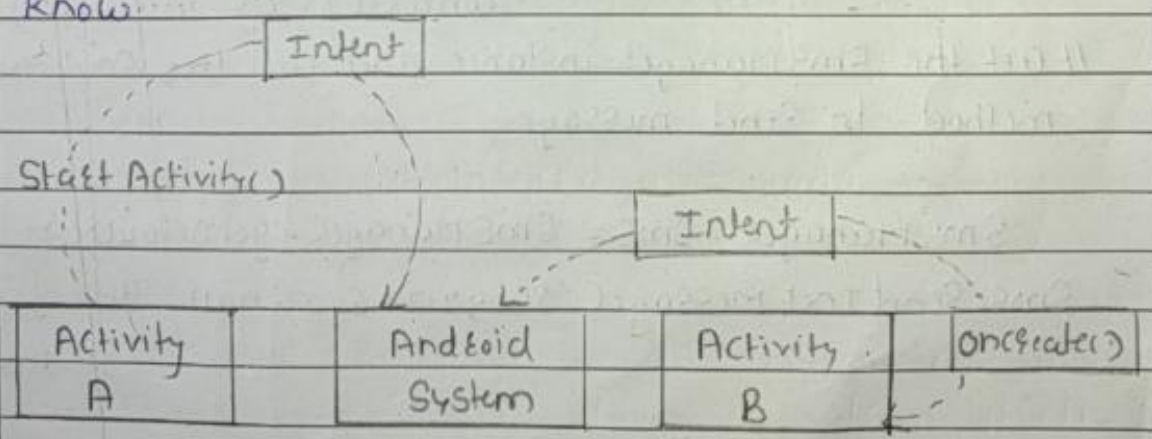 Know
Intent
Start Activity()
Intent
Activity A
Android System
Activity B
onCreate()